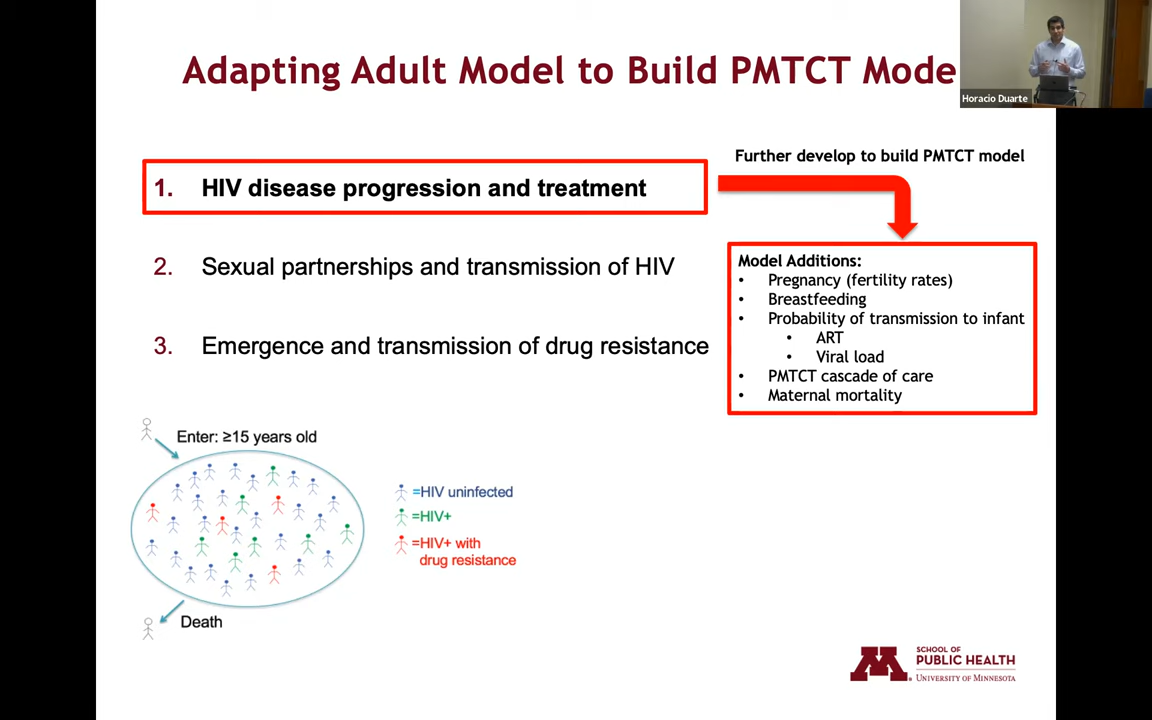 Adapting Adult Model to Build PMTCT Mode
Horacio Duarte
Further develop to build PMTCT model
1. HIV disease progression and treatment
2. Sexual partnerships and transmission of HIV
3. Emergence and transmission of drug resistance
Model Additions:
• Pregnancy (fertility rates)
• Breastfeeding
• Probability of transmission to infant
• ART
• Viral load
• PMTCT cascade of care
• Maternal mortality
Enter: ≥15 years old
=HIV uninfected
=HIV+
=HIV+ with
drug resistance
Death
M
SCHOOL OF
PUBLIC HEALTH
UNIVERSITY OF MINNESOTA